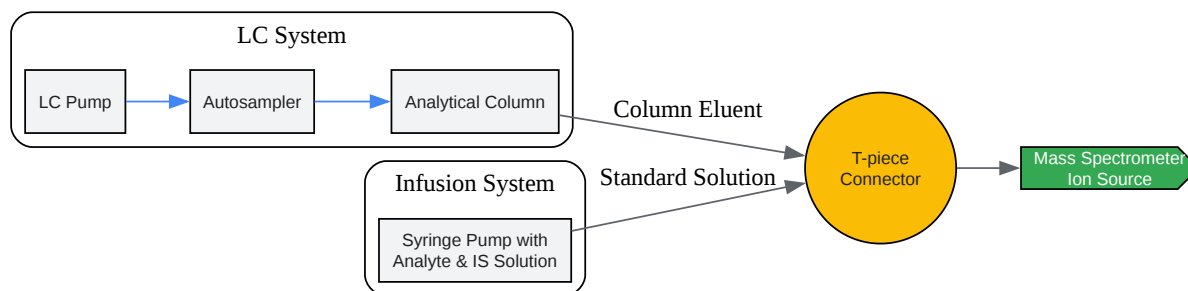 LC System
LC Pump
Autosampler
Analytical Column
Column Eluent
Infusion System
Standard Solution
Syringe Pump with
Analyte & IS Solution
T-piece
Connector
Mass Spectrometer
Ion Source